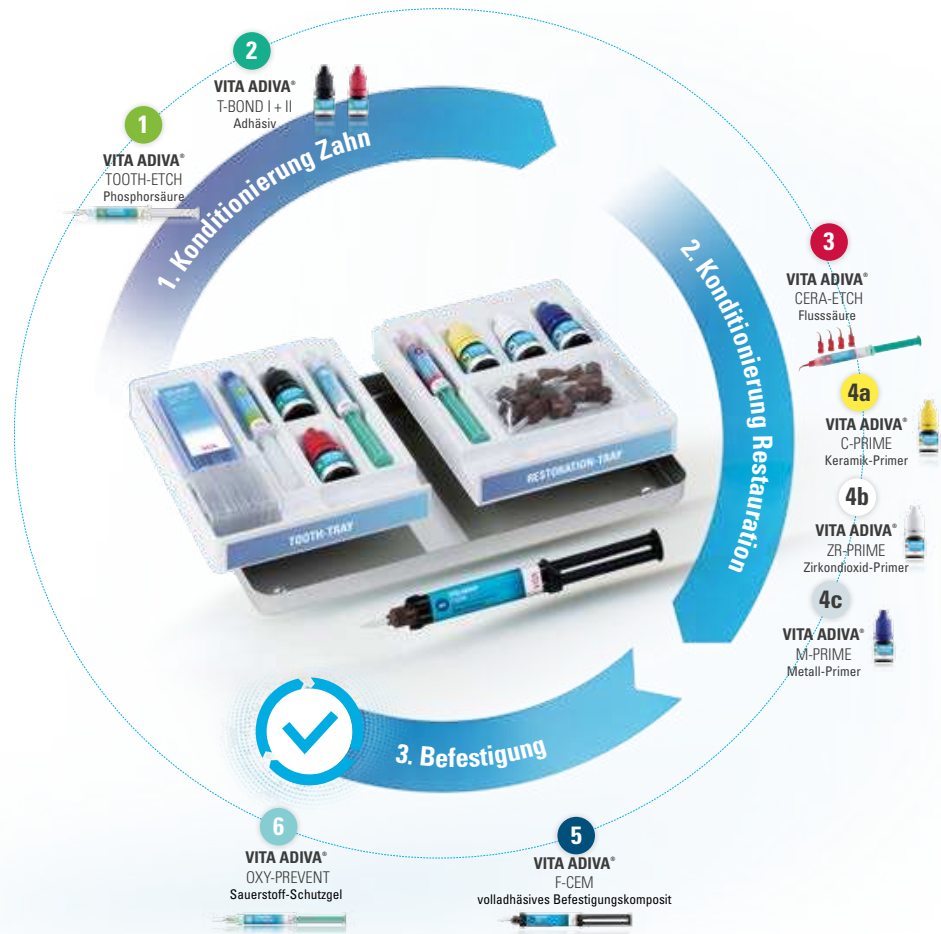 2
VITA ADIVA®
T-BOND I + II
Adhäsiv
1
VITA ADIVA®
TOOTH-ETCH
Phosphorsäure
1. Konditionierung Zahn
2. Konditionierung Restauration
3
VITA ADIVA®
CERA-ETCH
Flusssäure
4a
VITA ADIVA®
C-PRIME
Keramik-Primer
4b
VITA ADIVA®
ZR-PRIME
Zirkondioxid-Primer
4c
VITA ADIVA®
M-PRIME
Metall-Primer
TOOTH-TRAY
RESTORATION-TRAY
3. Befestigung
6
VITA ADIVA®
OXY-PREVENT
Sauerstoff-Schutzgel
5
VITA ADIVA®
F-CEM
volladhäsives Befestigungskomposit